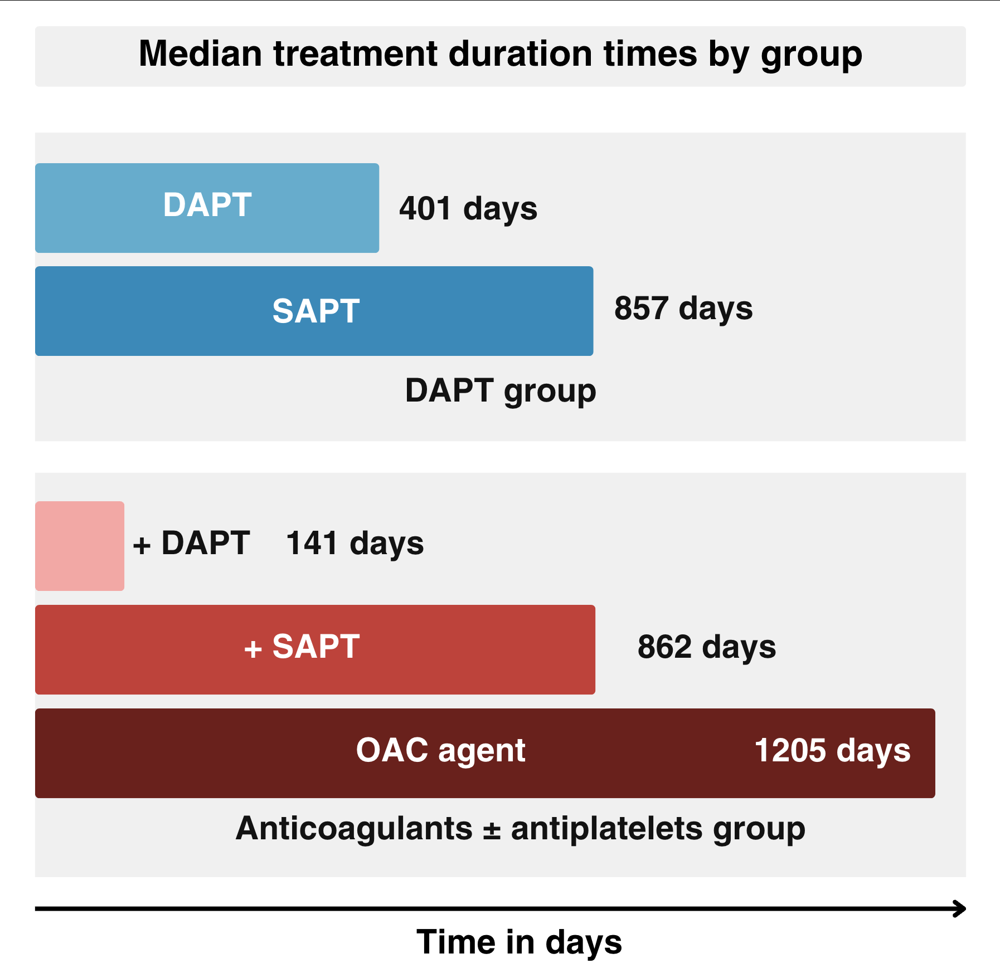 Median treatment duration times by group
DAPT 401 days
SAPT 857 days
DAPT group
+ DAPT 141 days
+ SAPT 862 days
OAC agent 1205 days
Anticoagulants ± antiplatelets group
Time in days